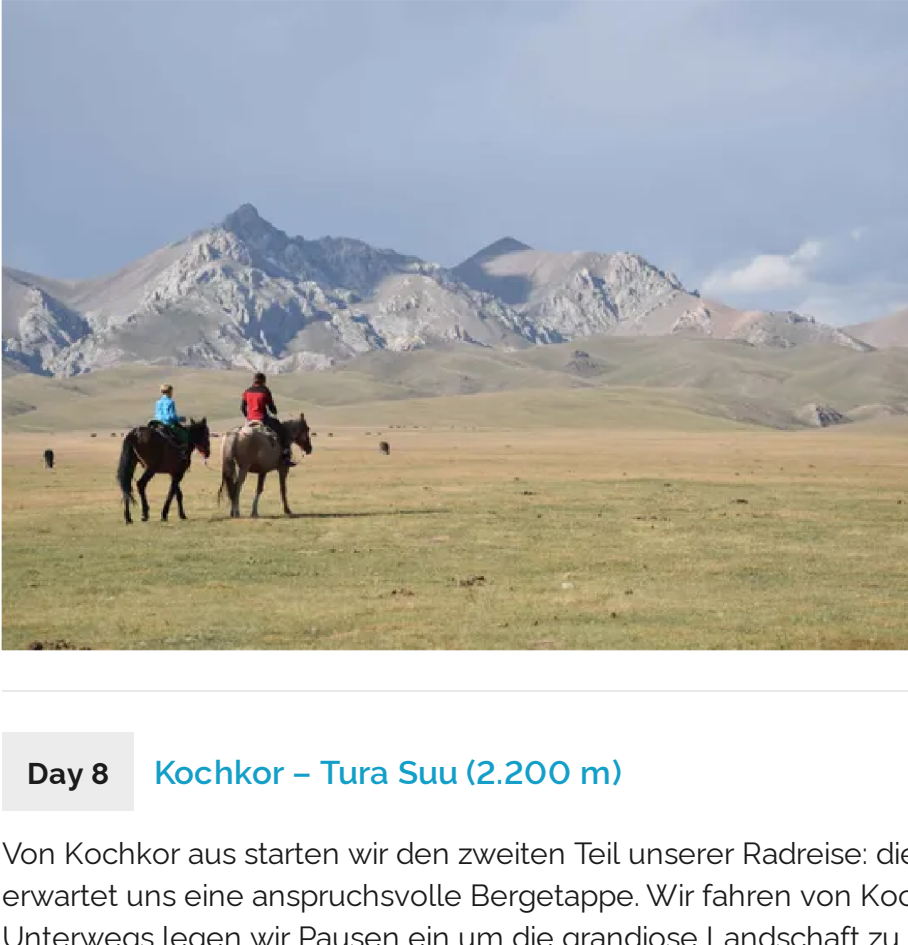 Day 8
Kochkor – Tura Suu (2.200 m)
Von Kochkor aus starten wir den zweiten Teil unserer Radreise:
erwartet uns eine anspruchsvolle Bergetappe. Wir fahren von
Unterwegs legen wir Pausen ein um die grandiose Landschaft zu